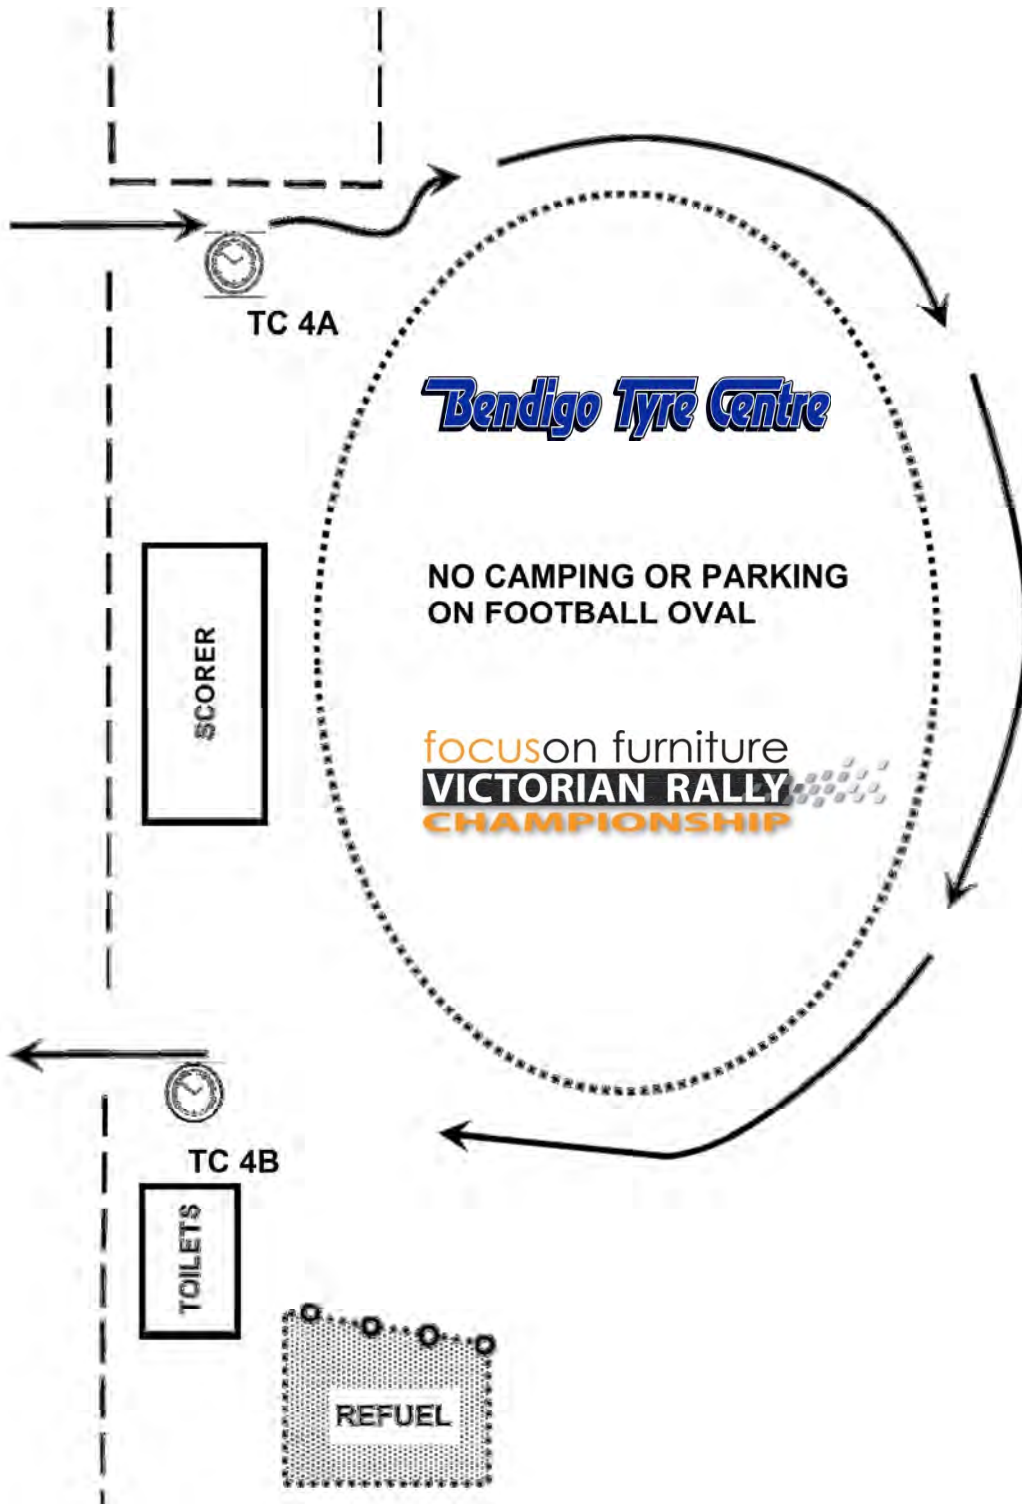 TC 4A
Bendigo Tyre Centre
NO CAMPING OR PARKING
ON FOOTBALL OVAL
SCORER
focuson furniture
VICTORIAN RALLY
CHAMPIONSHIP
TC 4B
TOILETS
REFUEL